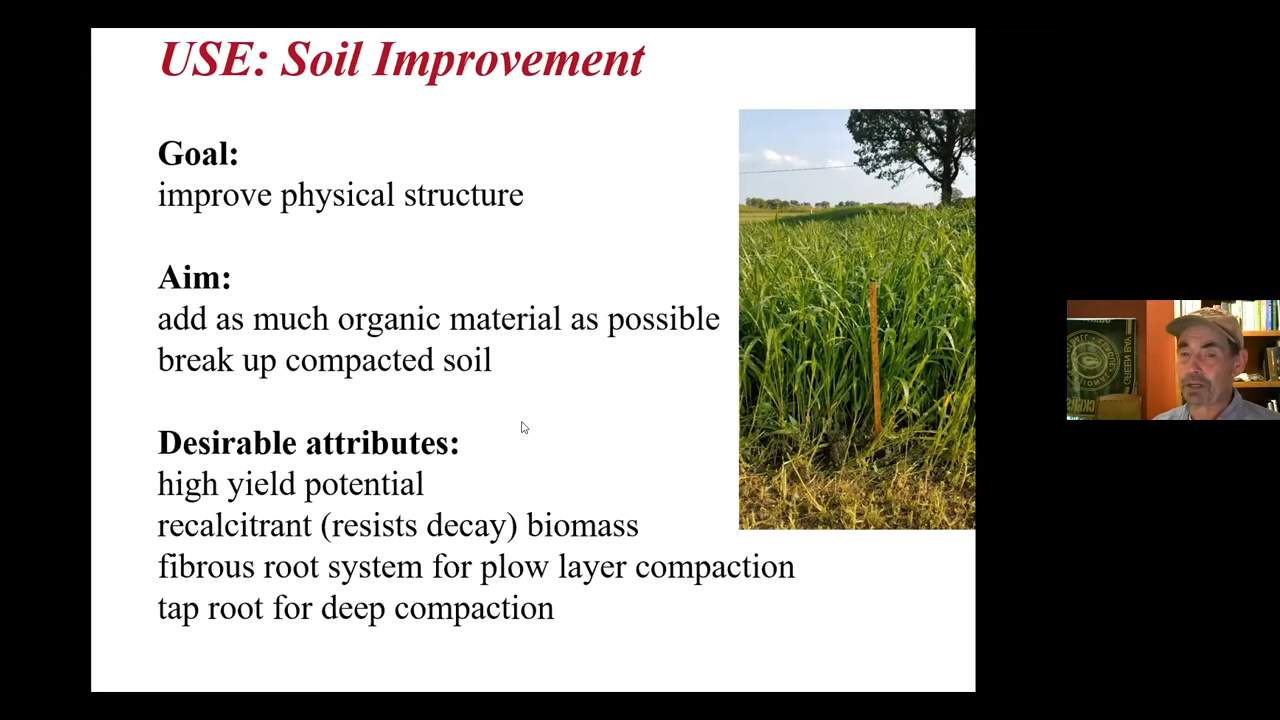 USE: Soil Improvement
Goal:
improve physical structure
Aim:
add as much organic material as possible
break up compacted soil
Desirable attributes:
high yield potential
recalcitrant (resists decay) biomass
fibrous root system for plow layer compaction
tap root for deep compaction
GREEN BAY